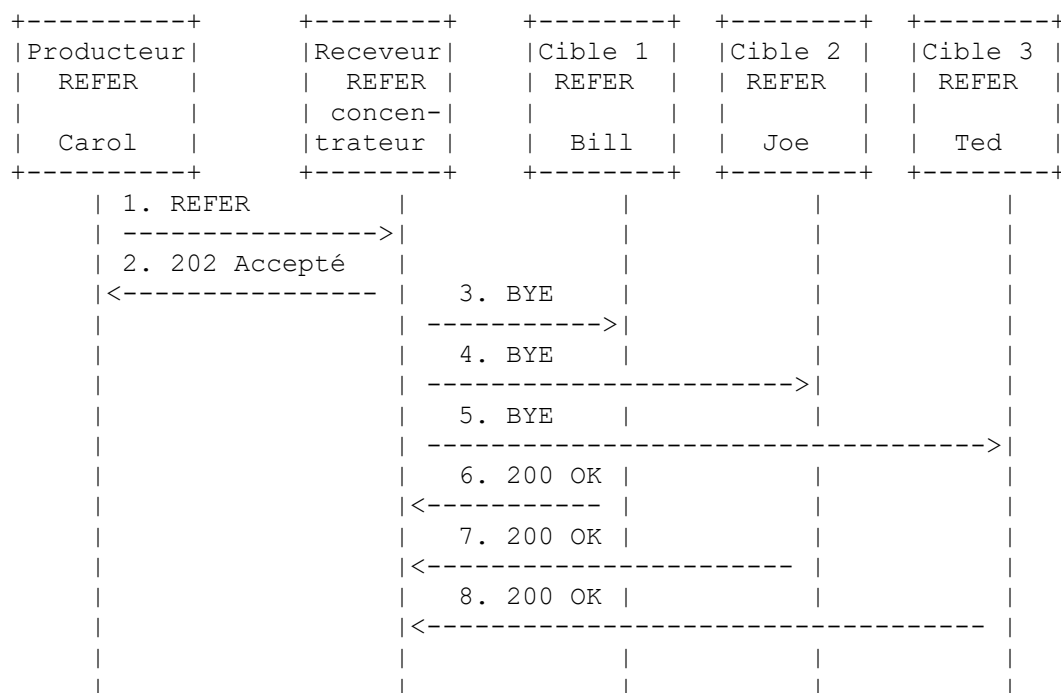 +----------+ +--------+ +--------+ +--------+ +--------+
|Producteur| |Receveur| |Cible 1 | |Cible 2 | |Cible 3 |
| REFER | | REFER | | REFER | | REFER | | REFER |
| | | concen-| | | | | | |
| Carol | |trateur | | Bill | | Joe | | Ted |
+----------+ +--------+ +--------+ +--------+ +--------+
| 1. REFER | | | |
| ---------------->| | | |
| 2. 202 Accepté | | | |
|<---------------- | 3. BYE | | |
| | ----------->| | |
| | 4. BYE | | |
| | ----------------------->| |
| | 5. BYE | | |
| | ----------------------------------->|
| | 6. 200 OK | | |
| |<----------- | | |
| | 7. 200 OK | | |
| |<----------------------- | |
| | 8. 200 OK | | |
| |<----------------------------------- |
| | | | |
| | | | |